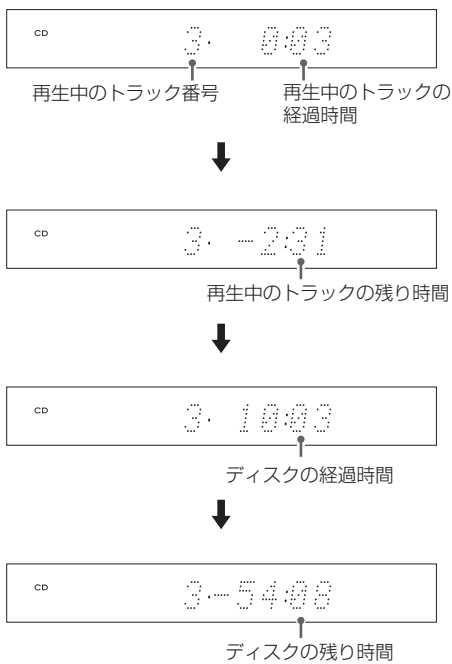 CD 3. 0:03
再生中のトラック番号
再生中のトラックの
経過時間
CD 3. -2:31
再生中のトラックの残り時間
CD 3. 10:03
ディスクの経過時間
CD 3.-54:08
ディスクの残り時間